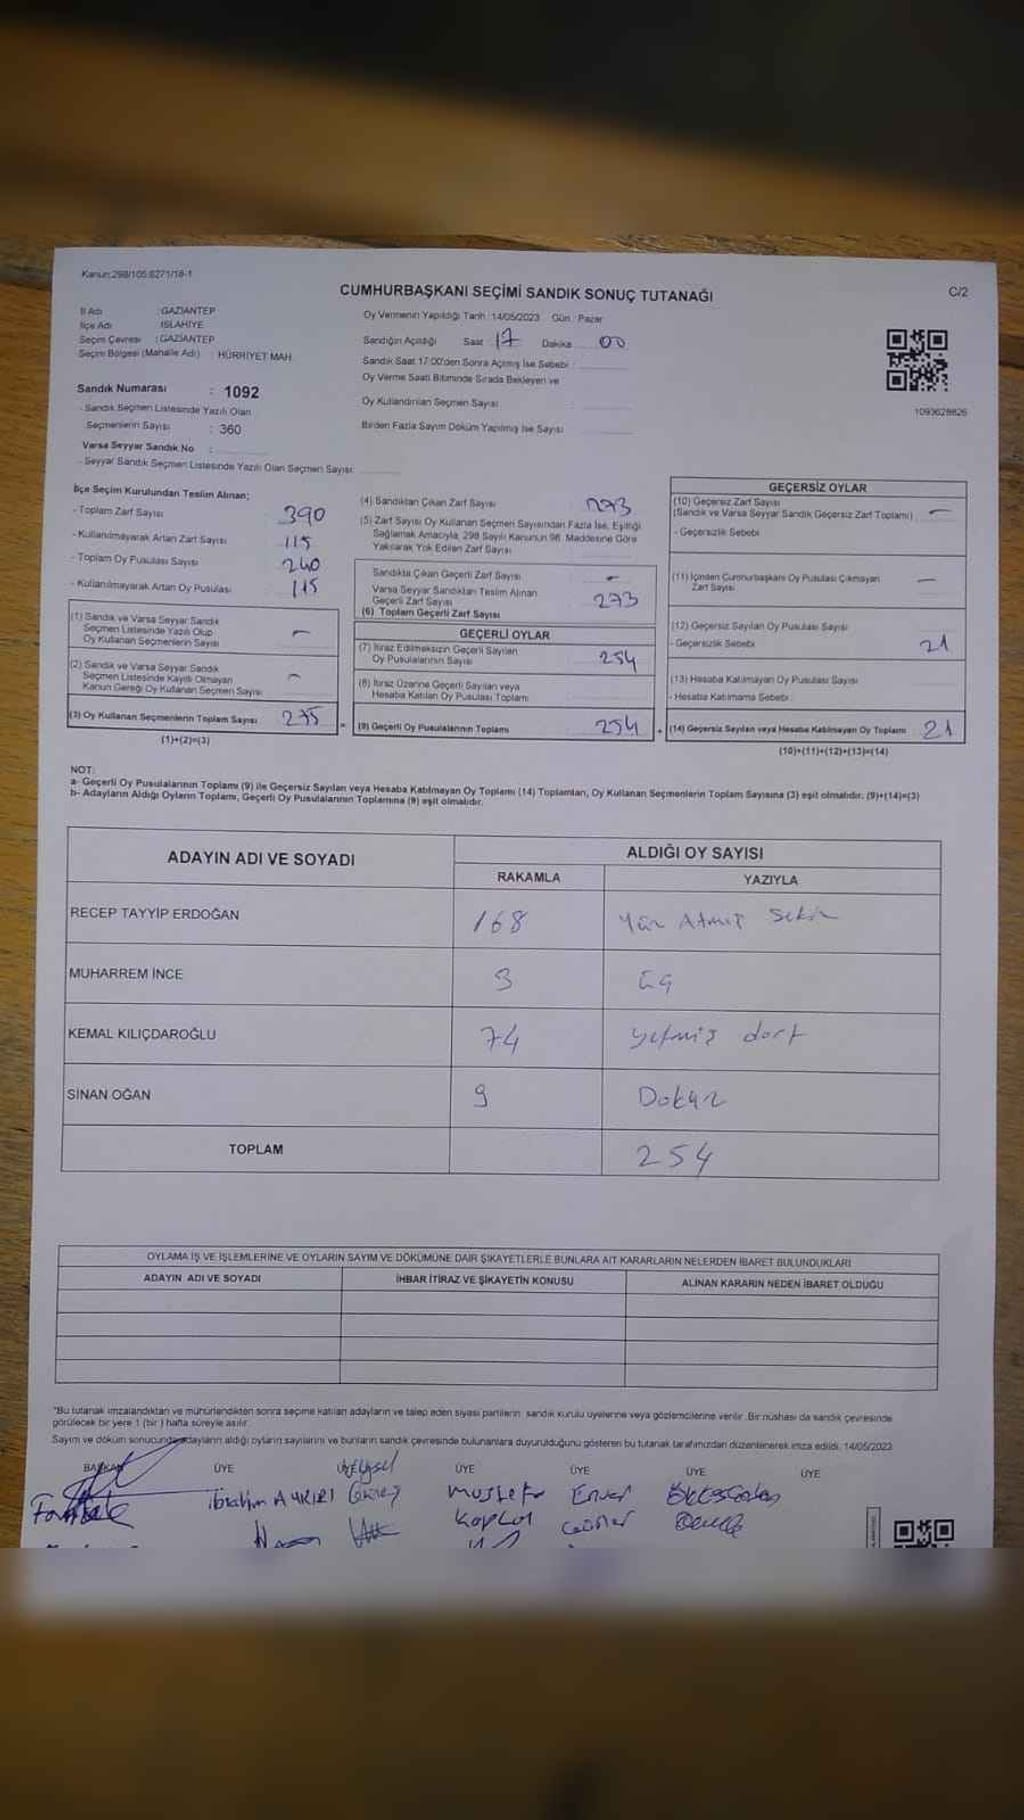 Kanun:298/105:6271/18-1
CUMHURBAŞKANI SEÇİMİ SANDIK SONUÇ TUTANAĞI
C/2
İl Adı : GAZİANTEP
İlçe Adı : ISLAHİYE
Seçim Çevresi : GAZİANTEP
Seçim Bölgesi (Mahalle Adı) : HÜRRİYET MAH.
Sandık Numarası : 1092
- Sandık Seçmen Listesinde Yazılı Olan
Seçmenlerin Sayısı : 360
Varsa Seyyar Sandık No :
- Seyyar Sandık Seçmen Listesinde Yazılı Olan Seçmen Sayısı:
Oy Vermenin Yapıldığı Tarih :14/05/2023 Gün : Pazar
Sandığın Açıldığı Saat 17 Dakika 00
Sandık Saat 17:00'den Sonra Açılmış İse Sebebi :
Oy Verme Saati Bitiminde Sırada Bekleyen ve
Oy Kullandırılan Seçmen Sayısı :
Birden Fazla Sayım Döküm Yapılmış İse Sayısı :
1093628826
İlçe Seçim Kurulundan Teslim Alınan;
- Toplam Zarf Sayısı 390
- Kullanılmayarak Artan Zarf Sayısı 115
- Toplam Oy Pusulası Sayısı 240
- Kullanılmayarak Artan Oy Pusulası 115
(1) Sandık ve Varsa Seyyar Sandık
Seçmen Listesinde Yazılı Olup
Oy Kullanan Seçmenlerin Sayısı –
(2) Sandık ve Varsa Seyyar Sandık
Seçmen Listesinde Kayıtlı Olmayan
Kanun Gereği Oy Kullanan Seçmen Sayısı –
(3) Oy Kullanan Seçmenlerin Toplam Sayısı 275
(1)+(2)=(3)
=
(4) Sandıktan Çıkan Zarf Sayısı 273
(5) Zarf Sayısı Oy Kullanan Seçmen Sayısından Fazla İse, Eşitliği
Sağlamak Amacıyla, 298 Sayılı Kanunun 98. Maddesine Göre
Yakılarak Yok Edilen Zarf Sayısı
Sandıkta Çıkan Geçerli Zarf Sayısı –
Varsa Seyyar Sandıktan Teslim Alınan
Geçerli Zarf Sayısı 273
(6) Toplam Geçerli Zarf Sayısı
GEÇERLİ OYLAR
(7) İtiraz Edilmeksizin Geçerli Sayılan
Oy Pusulalarının Sayısı 254
(8) İtiraz Üzerine Geçerli Sayılan veya
Hesaba Katılan Oy Pusulası Toplamı
(9) Geçerli Oy Pusulalarının Toplamı 254
+
GEÇERSİZ OYLAR
(10) Geçersiz Zarf Sayısı
(Sandık ve Varsa Seyyar Sandık Geçersiz Zarf Toplamı) –
- Geçersizlik Sebebi
(11) İçinden Cumhurbaşkanı Oy Pusulası Çıkmayan
Zarf Sayısı –
(12) Geçersiz Sayılan Oy Pusulası Sayısı
- Geçersizlik Sebebi 21
(13) Hesaba Katılmayan Oy Pusulası Sayısı
- Hesaba Katılmama Sebebi :
(14) Geçersiz Sayılan veya Hesaba Katılmayan Oy Toplamı 21
(10)+(11)+(12)+(13)=(14)
NOT:
a- Geçerli Oy Pusulalarının Toplamı (9) ile Geçersiz Sayılan veya Hesaba Katılmayan Oy Toplamı (14) Toplamları, Oy Kullanan Seçmenlerin Toplam Sayısına (3) eşit olmalıdır. (9)+(14)=(3)
b- Adayların Aldığı Oyların Toplamı, Geçerli Oy Pusulalarının Toplamına (9) eşit olmalıdır.
ADAYIN ADI VE SOYADI
ALDIĞI OY SAYISI
RAKAMLA YAZIYLA
RECEP TAYYİP ERDOĞAN 168 Yüz Atmış Sekiz
MUHARREM İNCE 3 Üç
KEMAL KILIÇDAROĞLU 74 yetmiş dört
SİNAN OĞAN 9 Dokuz
TOPLAM 254
OYLAMA İŞ VE İŞLEMLERİNE VE OYLARIN SAYIM VE DÖKÜMÜNE DAİR ŞİKAYETLERLE BUNLARA AİT KARARLARIN NELERDEN İBARET BULUNDUKLARI
ADAYIN ADI VE SOYADI İHBAR İTİRAZ VE ŞİKAYETİN KONUSU ALINAN KARARIN NEDEN İBARET OLDUĞU
"Bu tutanak imzalandıktan ve mühürlendikten sonra seçime katılan adayların ve talep eden siyasi partilerin sandık kurulu üyelerine veya gözlemcilerine verilir. Bir nüshası da sandık çevresinde
görülecek bir yere 1 (bir) hafta süreyle asılır.
Sayım ve döküm sonucunda adayların aldığı oyların sayılarını ve bunların sandık çevresinde bulunanlara duyurulduğunu gösteren bu tutanak tarafımızdan düzenlenerek imza edildi. 14/05/2023
BAŞKAN ÜYE ÜYE ÜYE ÜYE ÜYE ÜYE
İbrahim AYKIRI
Mustafa
Kaplan
Enver